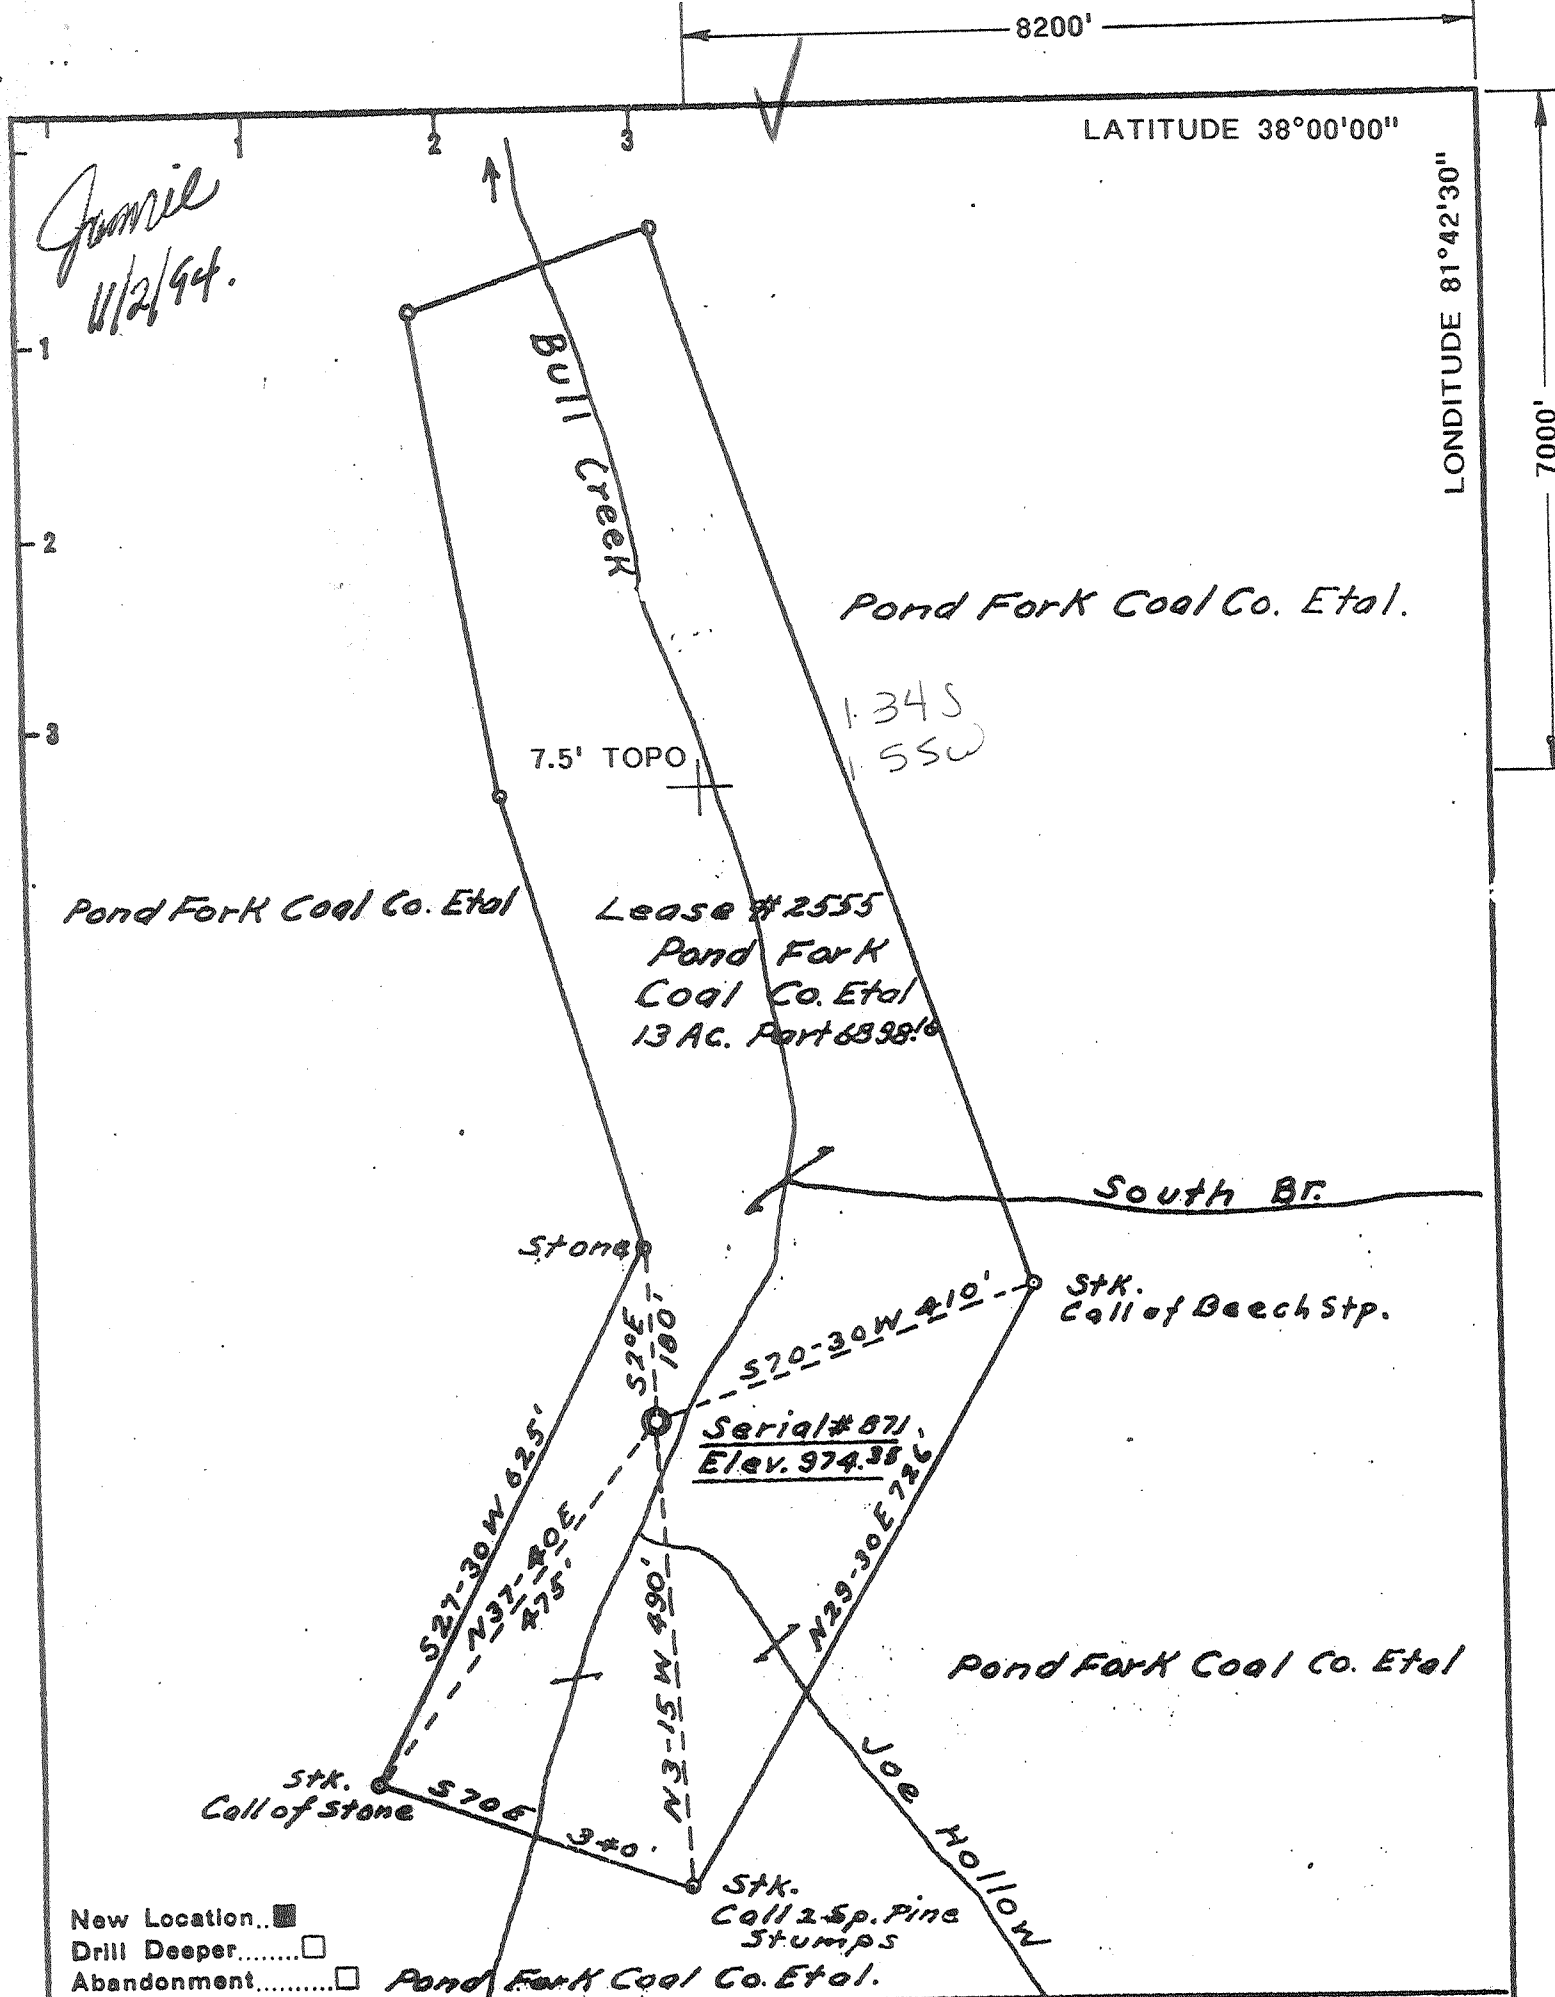 8200'
LATITUDE 38°00'00"
1 2 3
11/2/94.
LONDITUDE 81°42'30"
7000'
1
Bull Creek
2
Pond Fork Coal Co. Etal.
1.34 S
1.55 W
3
7.5' TOPO
Pond Fork Coal Co. Etal
Lease #2555
Pond Fork
Coal Co. Etal
13 Ac. Part 6898.16
South Br.
Stone
Stk.
Call of Beech Stp.
S2°E
180'
S70-30W 410'
Serial # 871
Elev. 974.38
S27-30W 625'
N37-40E
475'
N3-15W 490'
N29-30E 726'
Pond Fork Coal Co. Etal
Joe Hollow
Stk.
Call of Stone
S70E
340'
Stk.
Call 2 Sp. Pine
Stumps
New Location..
Drill Deeper........
Abandonment..........
Pond Fork Coal Co. Etal.